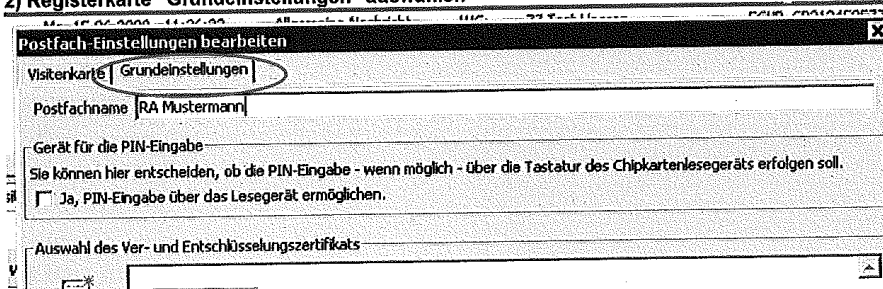 2) Registerkarte "Grundeinstellungen" auswählen
Postfach-Einstellungen bearbeiten
Visitenkarte Grundeinstellungen
Postfachname RA Mustermann
Gerät für die PIN-Eingabe
Sie können hier entscheiden, ob die PIN-Eingabe - wenn möglich - über die Tastatur des Chipkartenlesegeräts erfolgen soll.
Ja, PIN-Eingabe über das Lesegerät ermöglichen.
Auswahl des Ver- und Entschlüsselungszertifikats